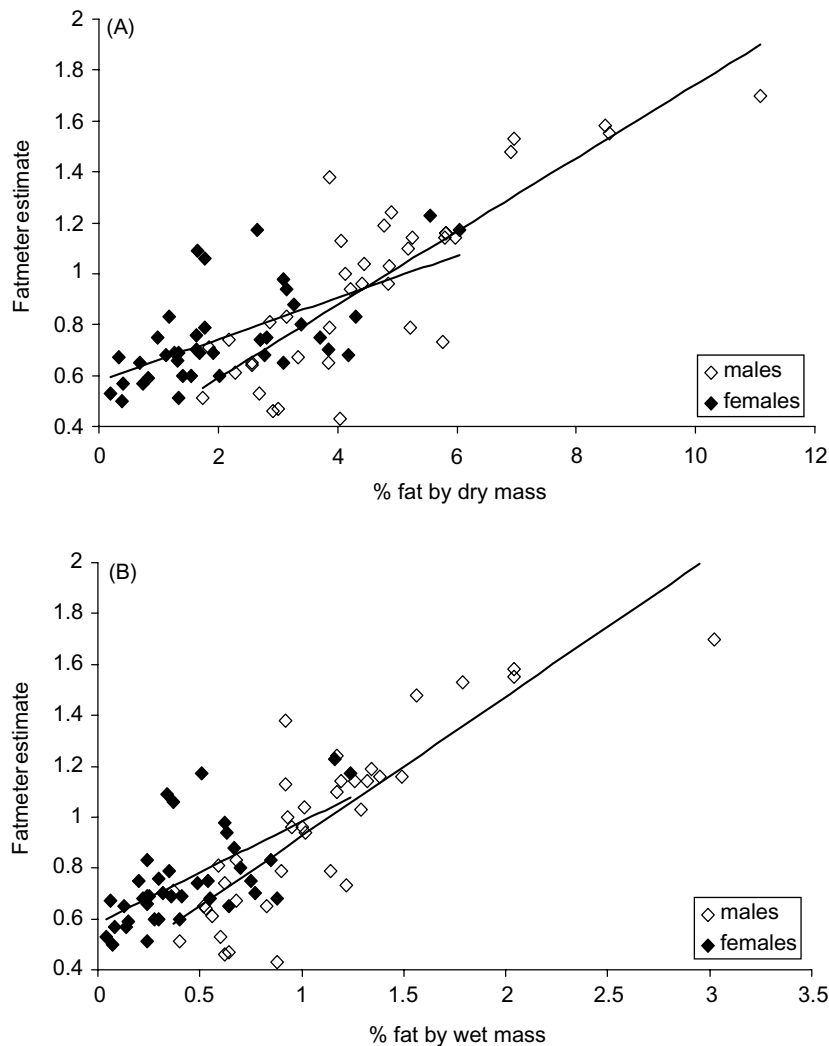 (A)
2
1.8
1.6
1.4
1.2
1
0.8
0.6
0.4
Fatmeter estimate
males
females
0 2 4 6 8 10 12
% fat by dry mass
(B)
2
1.8
1.6
1.4
1.2
1
0.8
0.6
0.4
Fatmeter estimate
males
females
0 0.5 1 1.5 2 2.5 3 3.5
% fat by wet mass